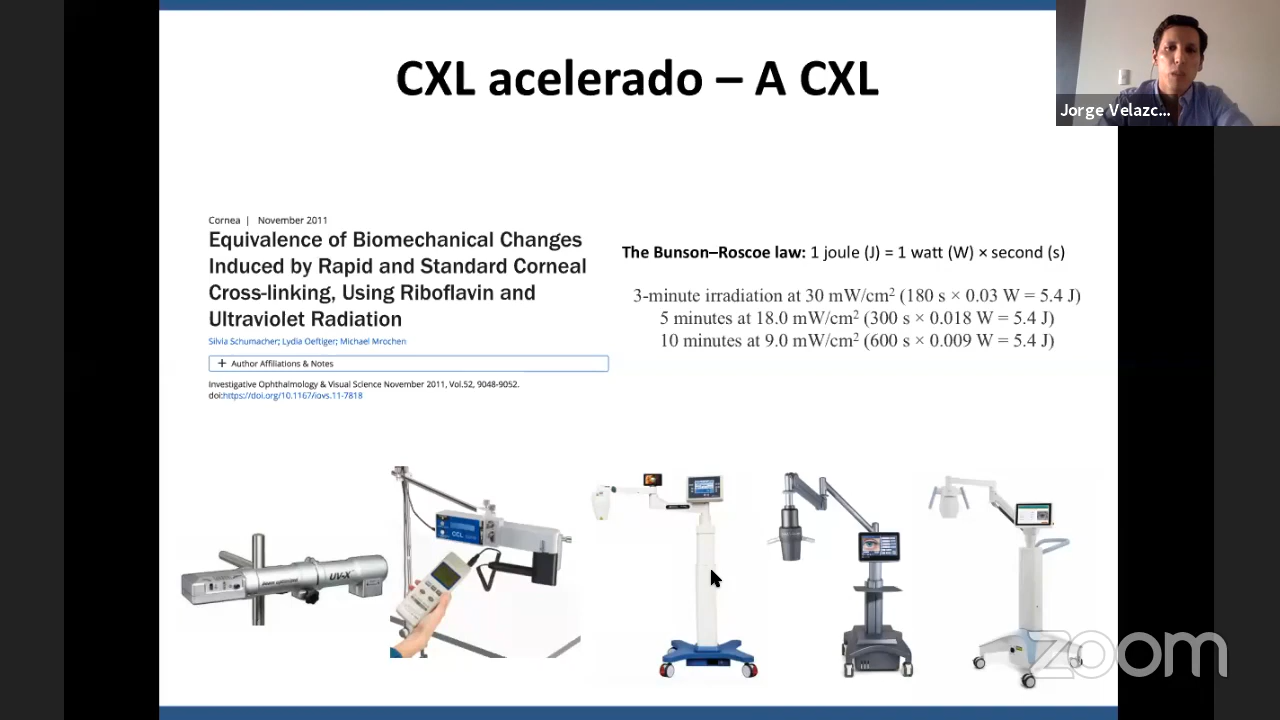 CXL acelerado – A CXL
Jorge Velazc...
Cornea | November 2011
Equivalence of Biomechanical Changes
Induced by Rapid and Standard Corneal
Cross-linking, Using Riboflavin and
Ultraviolet Radiation
Silvia Schumacher; Lydia Oeftiger; Michael Mrochen
+ Author Affiliations & Notes
Investigative Ophthalmology & Visual Science November 2011, Vol.52, 9048-9052.
doi:https://doi.org/10.1167/iovs.11-7818
The Bunson–Roscoe law: 1 joule (J) = 1 watt (W) × second (s)
3-minute irradiation at 30 mW/cm² (180 s × 0.03 W = 5.4 J)
5 minutes at 18.0 mW/cm² (300 s × 0.018 W = 5.4 J)
10 minutes at 9.0 mW/cm² (600 s × 0.009 W = 5.4 J)
UV-X
CCL
zoom